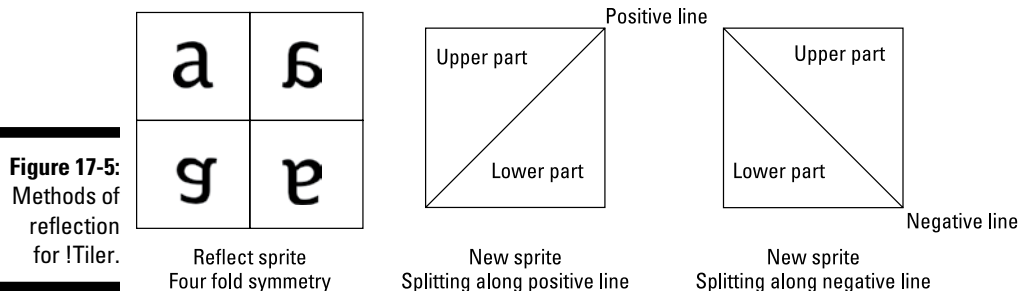 Figure 17-5:
Methods of
reflection
for !Tiler.
a a
a a
Reflect sprite
Four fold symmetry
Positive line
Upper part
Lower part
New sprite
Splitting along positive line
Upper part
Lower part
Negative line
New sprite
Splitting along negative line